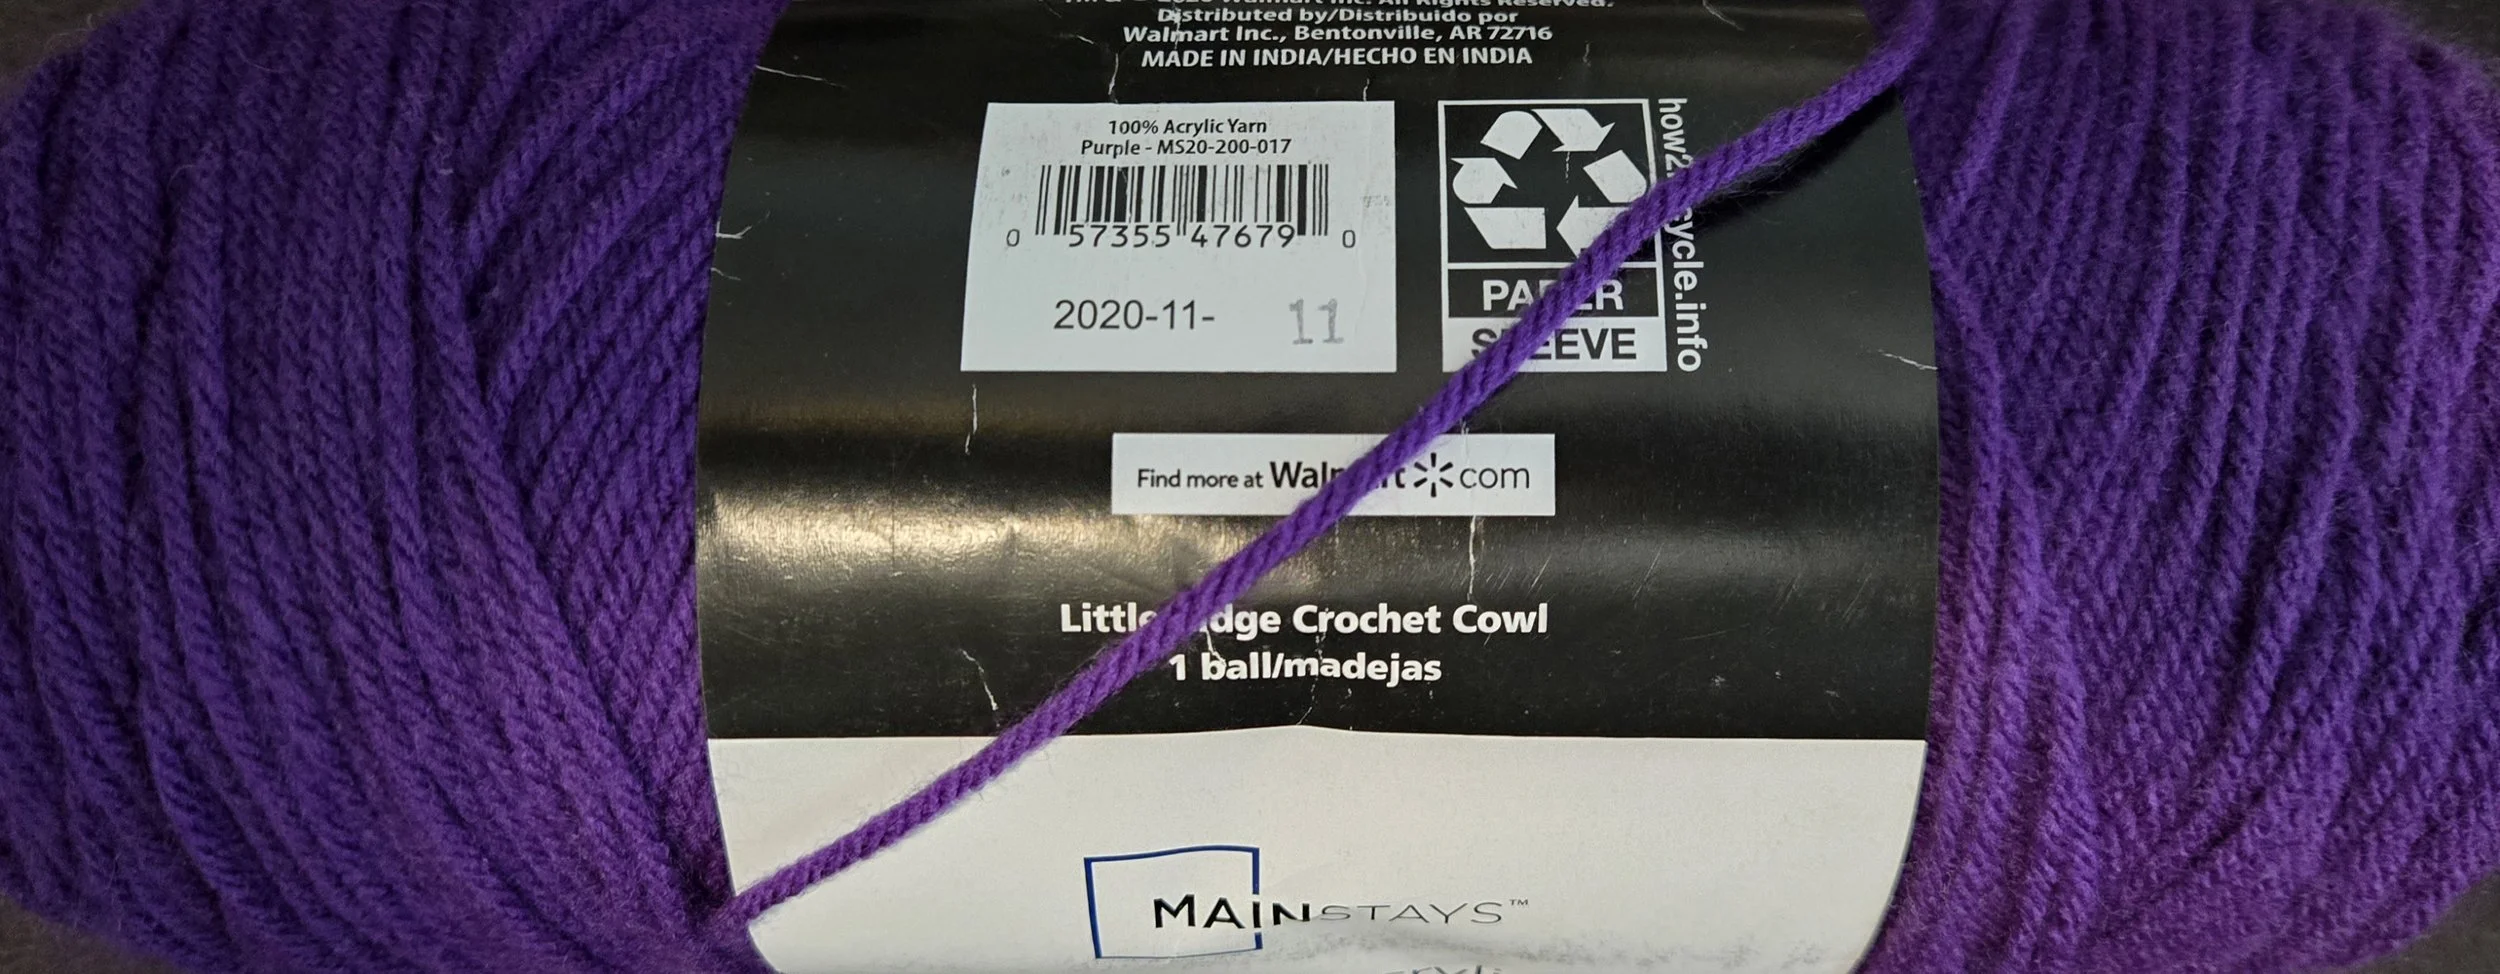 Distributed by/Distribuido por
Walmart Inc., Bentonville, AR 72716
MADE IN INDIA/HECHO EN INDIA
100% Acrylic Yarn
Purple - MS20-200-017
0 57355 47679 0
2020-11- 11
PAPER
SLEEVE
how2recycle.info
Find more at Walmart com
Little Crochet Cowl
1 ball/madejas
MAINSTAYS™